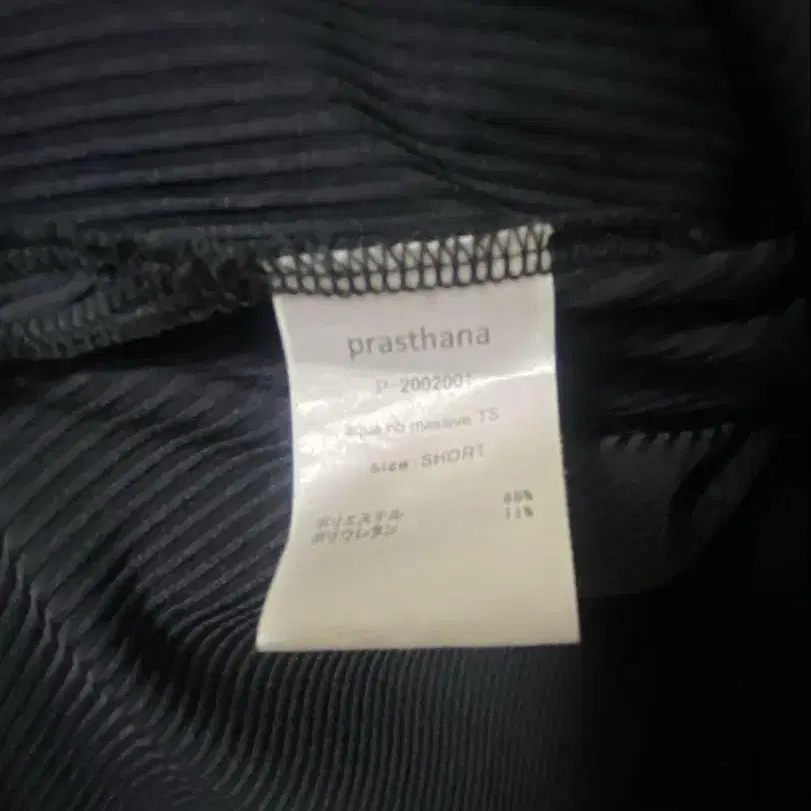 prasthana
P-2002001
aqua rib massive TS
size : SHORT
ポリエステル 89%
ポリウレタン 11%